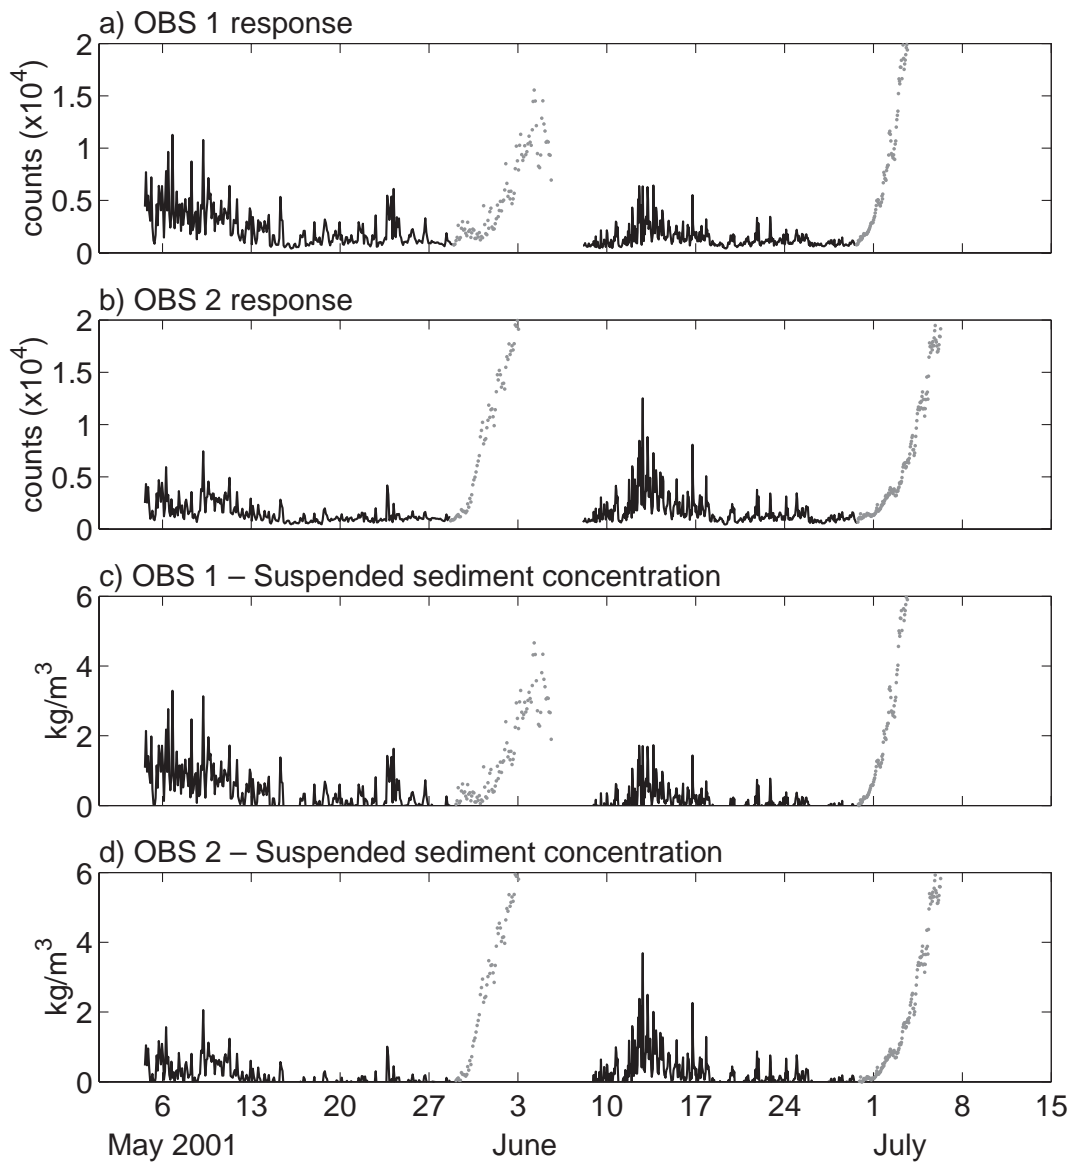 a) OBS 1 response
2
1.5
1
0.5
0
counts (x10⁴)
b) OBS 2 response
2
1.5
1
0.5
0
counts (x10⁴)
c) OBS 1 – Suspended sediment concentration
6
4
2
0
kg/m³
d) OBS 2 – Suspended sediment concentration
6
4
2
0
kg/m³
6 13 20 27 3 10 17 24 1 8 15
May 2001 June July